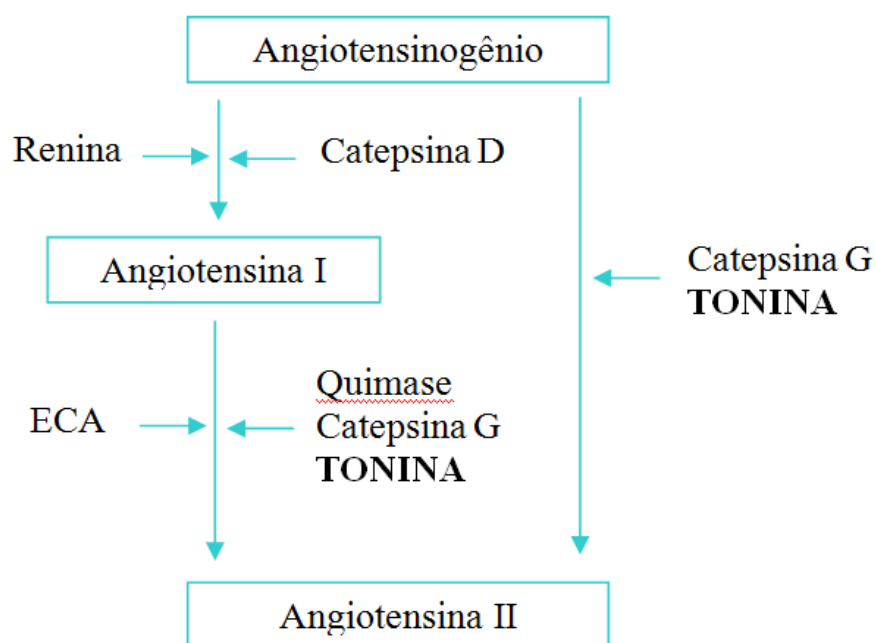 Angiotensinogênio
Renina
Catepsina D
Angiotensina I
Catepsina G
TONINA
ECA
Quimase
Catepsina G
TONINA
Angiotensina II